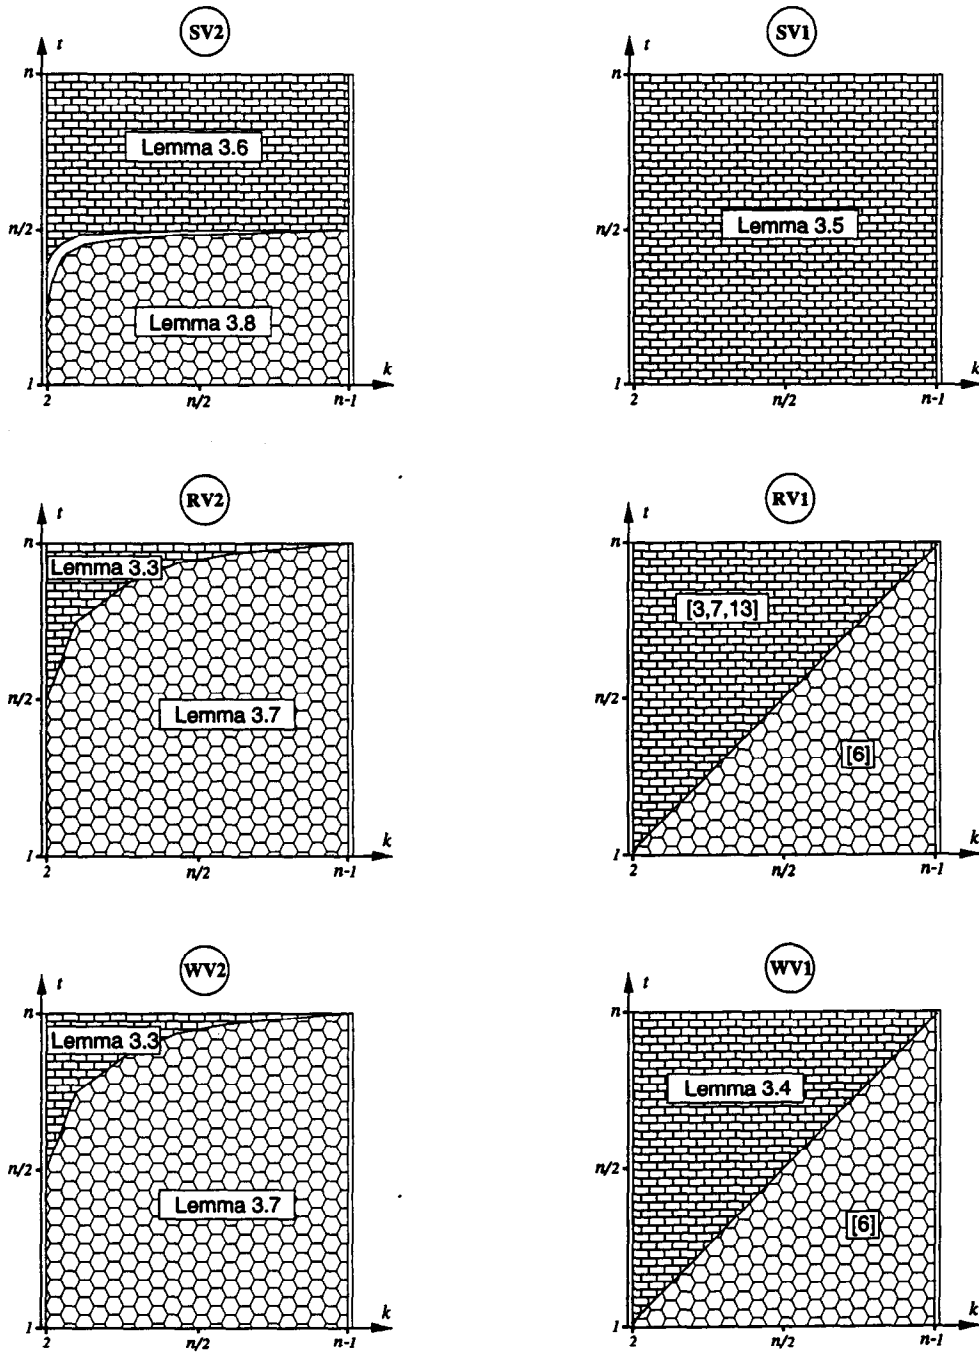 SV2
t
n
Lemma 3.6
n/2
Lemma 3.8
k
1
2
n/2
n-1
SV1
t
n
n/2
Lemma 3.5
k
1
2
n/2
n-1
RV2
t
n
Lemma 3.3
n/2
Lemma 3.7
k
1
2
n/2
n-1
RV1
t
n
[3,7,13]
n/2
[6]
k
1
2
n/2
n-1
WV2
t
n
Lemma 3.3
n/2
Lemma 3.7
k
1
2
n/2
n-1
WV1
t
n
Lemma 3.4
n/2
[6]
k
1
2
n/2
n-1